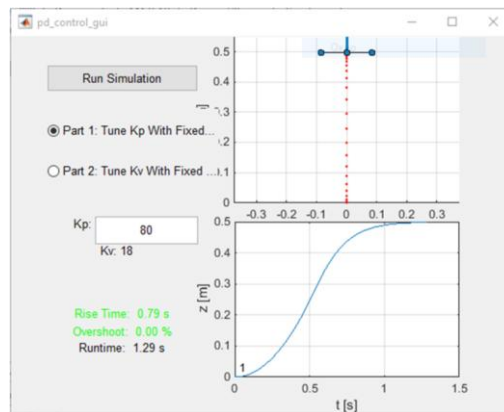 pd_control_gui
Run Simulation
Part 1: Tune Kp With Fixed...
Part 2: Tune Kv With Fixed ...
Kp: 80
Kv: 18
Rise Time: 0.79 s
Overshoot: 0.00 %
Runtime: 1.29 s
0.5
0.4
0.3
0.2
0.1
0
-0.3 -0.2 -0.1 0 0.1 0.2 0.3
z [m]
0.5
0.4
0.3
0.2
0.1
0
1
0 0.5 1 1.5
t [s]